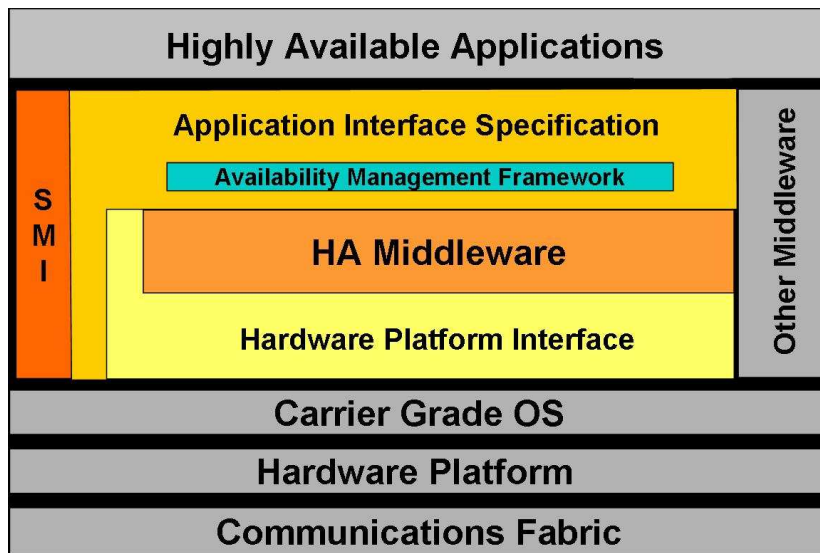 Highly Available Applications
SMI
Application Interface Specification
Availability Management Framework
HA Middleware
Hardware Platform Interface
Other Middleware
Carrier Grade OS
Hardware Platform
Communications Fabric